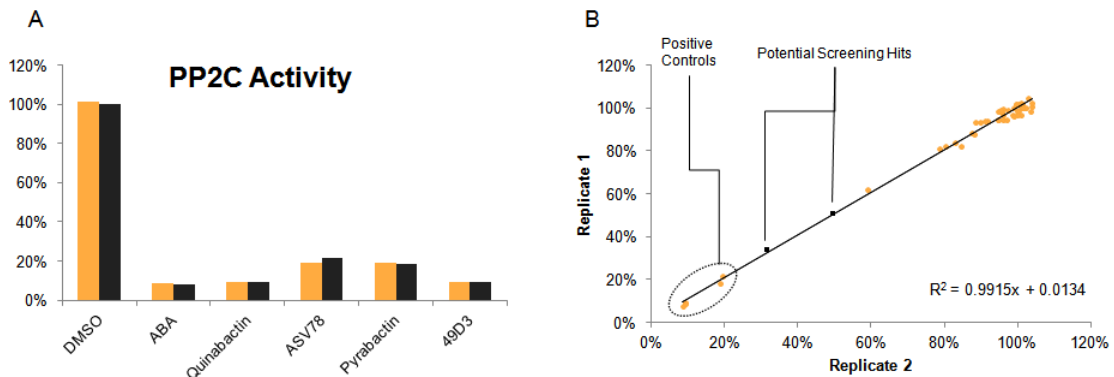 A
PP2C Activity
120%
100%
80%
60%
40%
20%
0%
DMSO
ABA
Quinabactin
ASV78
Pyrabactin
49D3
B
Positive
Controls
Potential Screening Hits
120%
100%
80%
60%
40%
20%
0%
Replicate 1
R² = 0.9915x + 0.0134
0%
20%
40%
60%
80%
100%
120%
Replicate 2